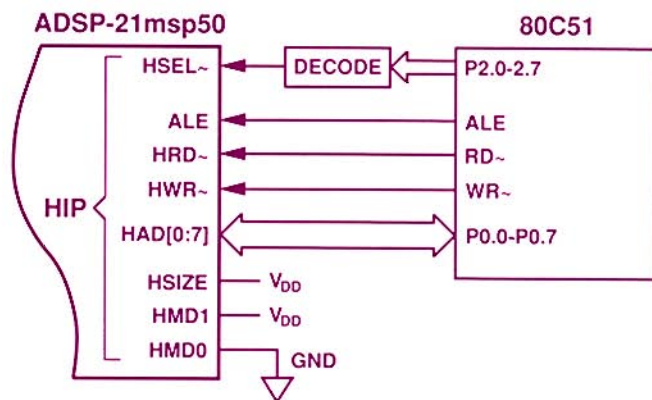 ADSP-21msp50
80C51
HSEL~
DECODE
P2.0-2.7
ALE
ALE
HRD~
RD~
HWR~
WR~
HIP
HAD[0:7]
P0.0-P0.7
HSIZE
VDD
HMD1
VDD
HMD0
GND